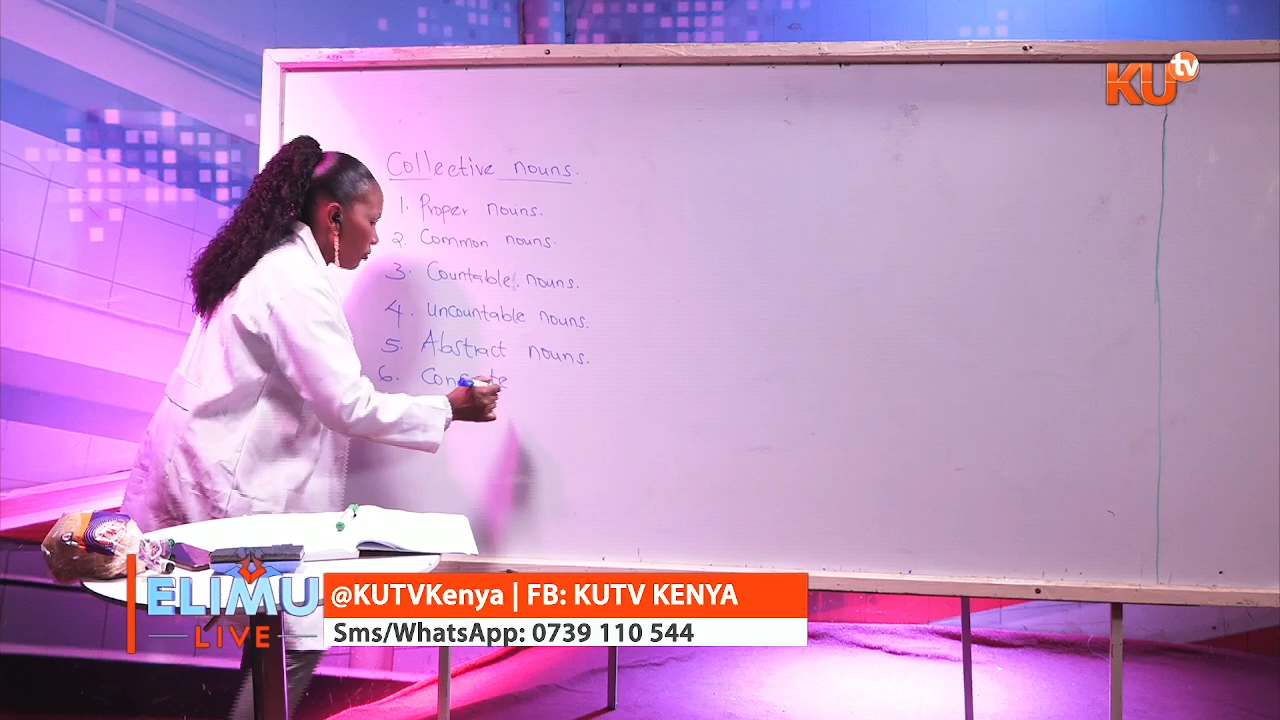 KU tv
Collective nouns.
1. Proper nouns.
2. Common nouns.
3. Countable nouns.
4. Uncountable nouns.
5. Abstract nouns.
6.
ELIMU
LIVE
@KUTVKenya | FB: KUTV KENYA
Sms/WhatsApp: 0739 110 544